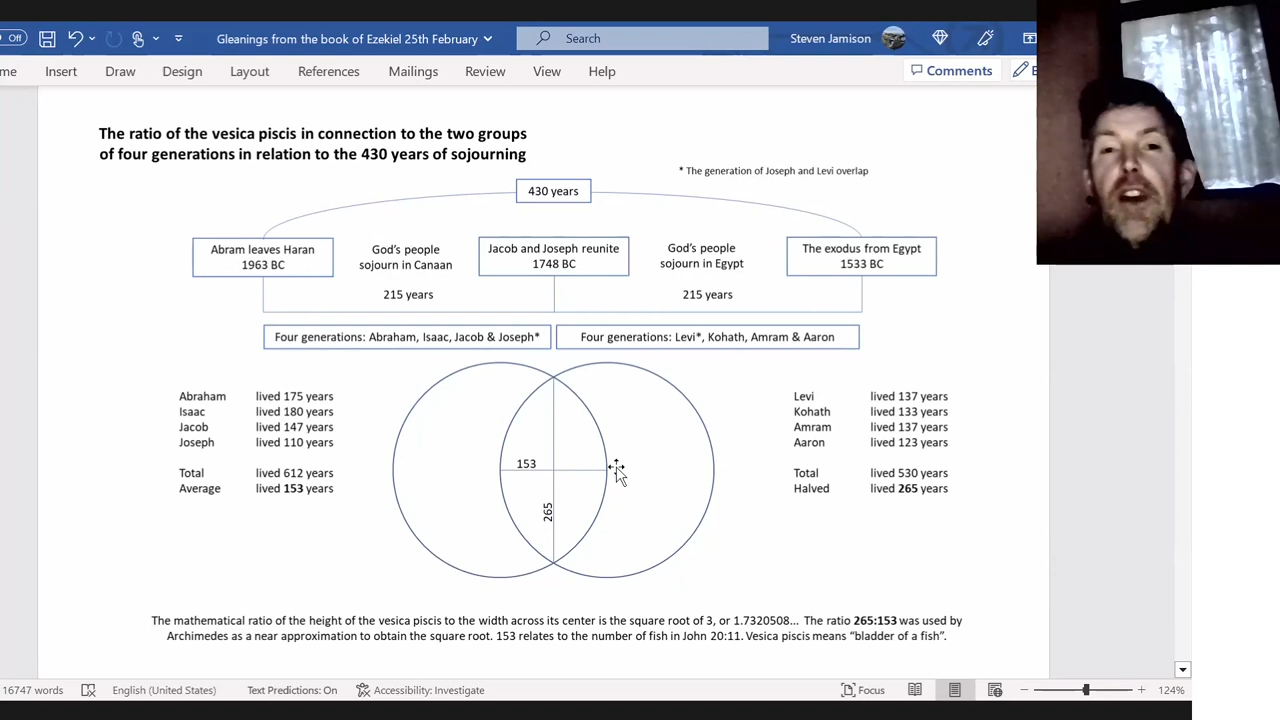 Off
Gleanings from the book of Ezekiel 25th February
Search
Steven Jamison
me
Insert
Draw
Design
Layout
References
Mailings
Review
View
Help
Comments
The ratio of the vesica piscis in connection to the two groups
of four generations in relation to the 430 years of sojourning
* The generation of Joseph and Levi overlap
430 years
Abram leaves Haran
1963 BC
God's people
sojourn in Canaan
Jacob and Joseph reunite
1748 BC
God's people
sojourn in Egypt
The exodus from Egypt
1533 BC
215 years
215 years
Four generations: Abraham, Isaac, Jacob & Joseph*
Four generations: Levi*, Kohath, Amram & Aaron
Abraham lived 175 years
Isaac lived 180 years
Jacob lived 147 years
Joseph lived 110 years
Total lived 612 years
Average lived 153 years
153
265
Levi lived 137 years
Kohath lived 133 years
Amram lived 137 years
Aaron lived 123 years
Total lived 530 years
Halved lived 265 years
The mathematical ratio of the height of the vesica piscis to the width across its center is the square root of 3, or 1.7320508... The ratio 265:153 was used by
Archimedes as a near approximation to obtain the square root. 153 relates to the number of fish in John 20:11. Vesica piscis means "bladder of a fish".
16747 words
English (United States)
Text Predictions: On
Accessibility: Investigate
Focus
124%